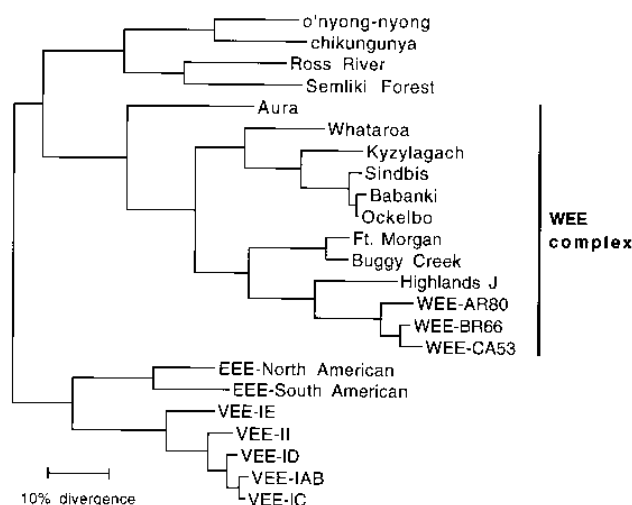 o'nyong-nyong
chikungunya
Ross River
Semliki Forest
Aura
Whataroa
Kyzylagach
Sindbis
Babanki
Ockelbo
Ft. Morgan
Buggy Creek
Highlands J
WEE-AR80
WEE-BR66
WEE-CA53
WEE
complex
EEE-North American
EEE-South American
VEE-IE
VEE-II
VEE-ID
VEE-IAB
VEE-IC
10% divergence